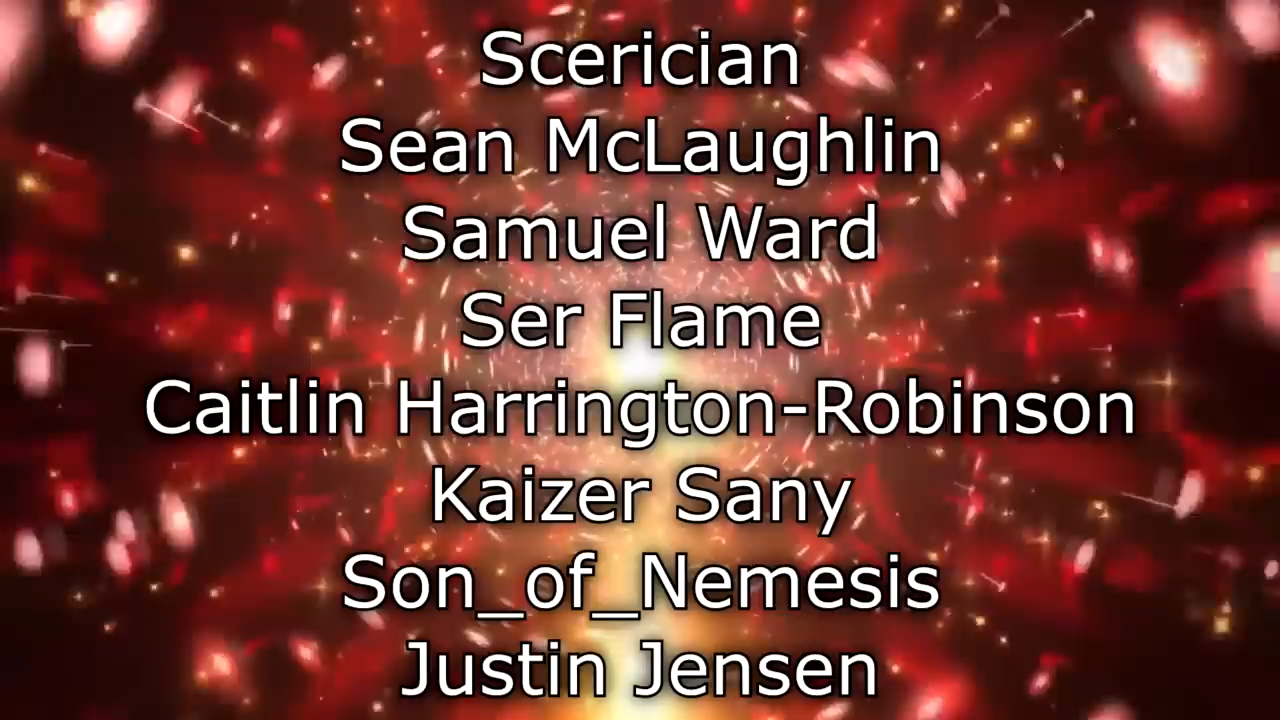 Scerician
Sean McLaughlin
Samuel Ward
Ser Flame
Caitlin Harrington-Robinson
Kaizer Sany
Son_of_Nemesis
Justin Jensen